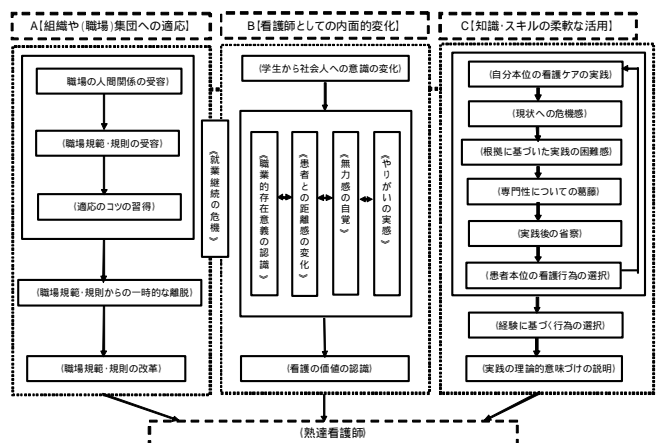 A【組織や(職場)集団への適応】
職場の人間関係の受容)
(職場規範・規則の受容)
(適応のコツの習得)
(職場規範・規則からの一時的な離脱)
(職場規範・規則の改革)
《就業継続の危機》
B【看護師としての内面的変化】
(学生から社会人への意識の変化)
《職業的存在意義の認識》
《患者との距離感の変化》
《無力感の自覚》
《やりがいの実感》
(看護の価値の認識)
C【知識・スキルの柔軟な活用】
(自分本位の看護ケアの実践)
(現状への危機感)
(根拠に基づいた実践の困難感)
(専門性についての葛藤)
(実践後の省察)
(患者本位の看護行為の選択)
(経験に基づく行為の選択)
(実践の理論的意味づけの説明)
(熟達看護師)